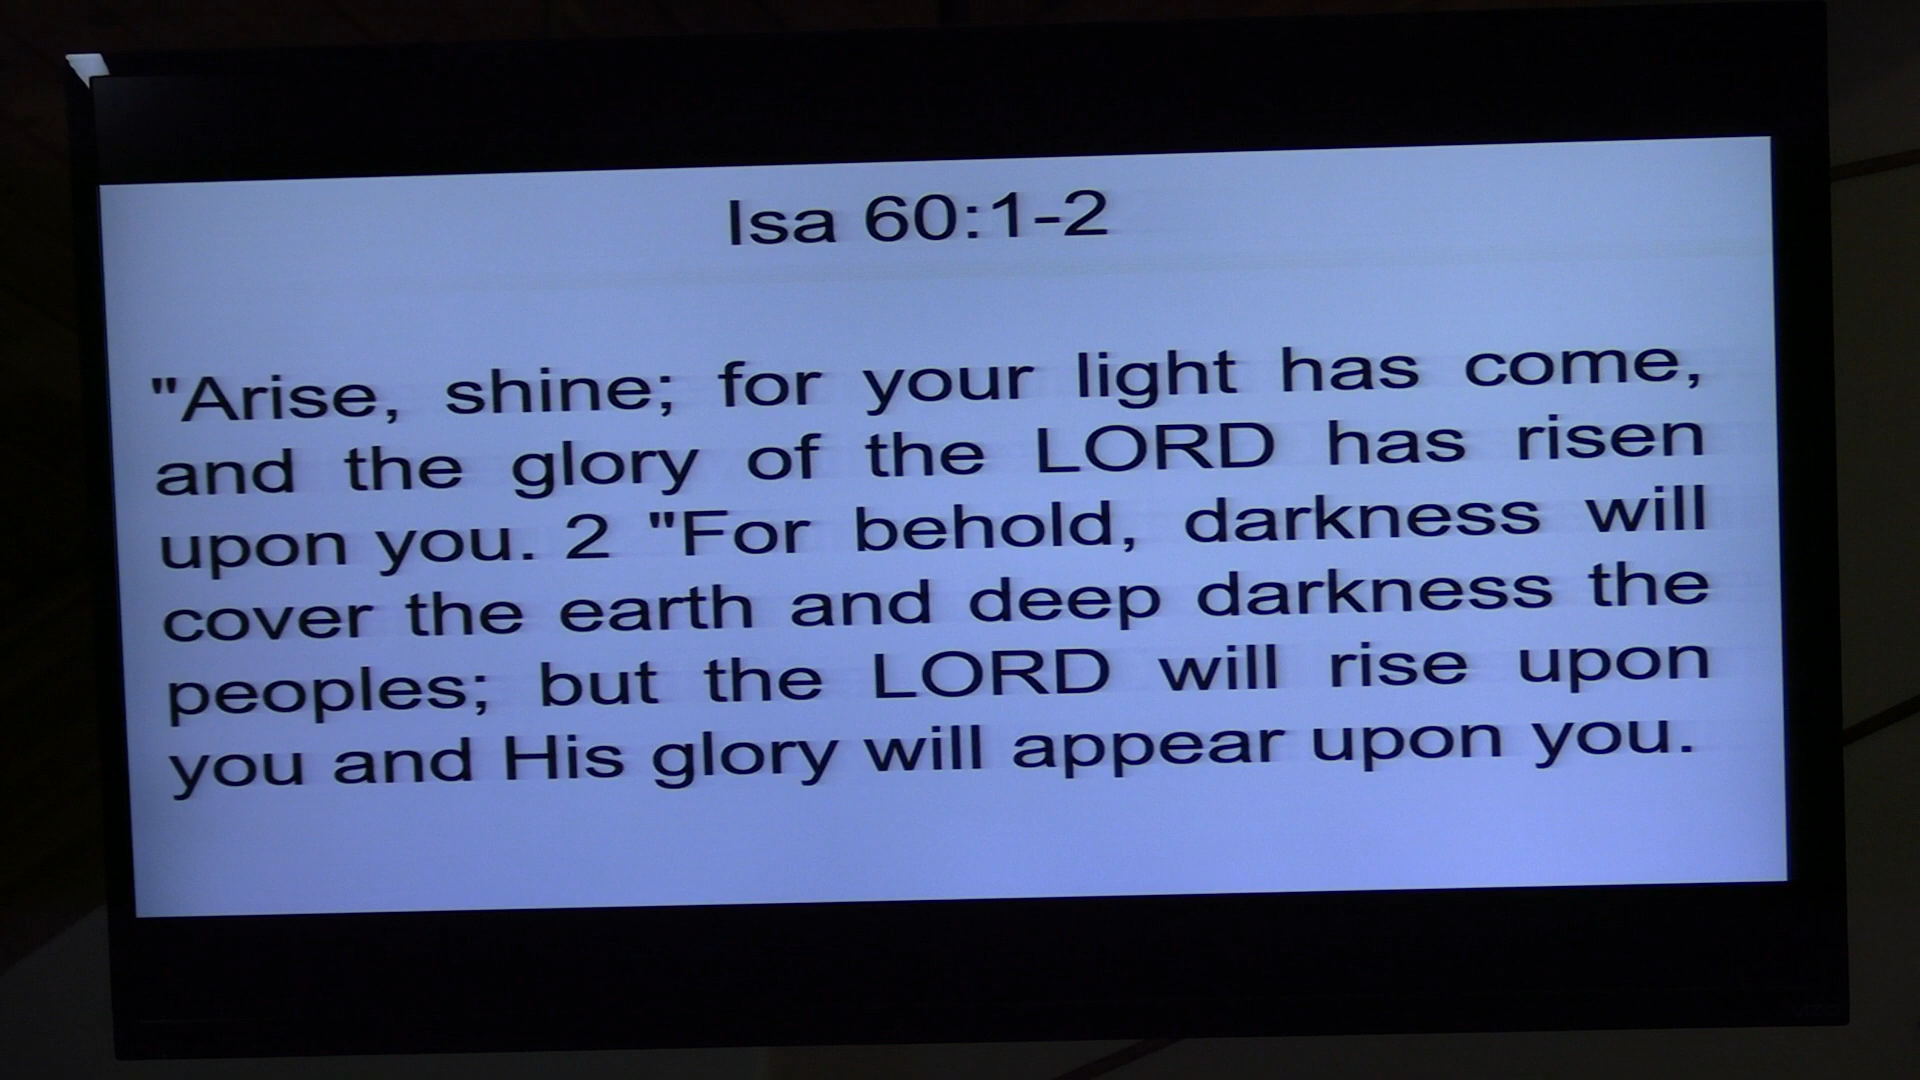 Isa 60:1-2
"Arise, shine; for your light has come,
and the glory of the LORD has risen
upon you. 2 "For behold, darkness will
cover the earth and deep darkness the
peoples; but the LORD will rise upon
you and His glory will appear upon you.